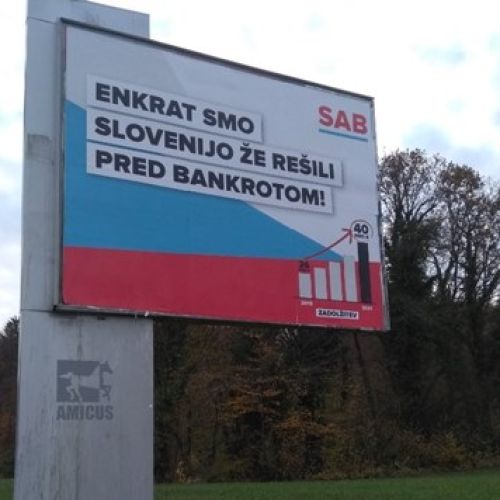 ENKRAT SMO
SLOVENIJO ŽE REŠILI
PRED BANKROTOM!
SAB
40
ZADOLŽITEV
AMICUS